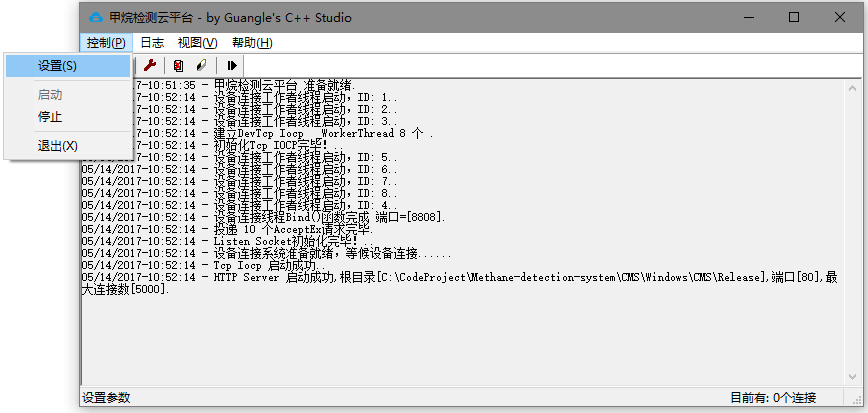 甲烷检测云平台 - by Guangle's C++ Studio
控制(P) 日志 视图(V) 帮助(H)
设置(S)
启动
停止
退出(X)
17-10:51:35 - 甲烷检测云平台 准备就绪.
17-10:52:14 - 设备连接工作者线程启动, ID: 1..
17-10:52:14 - 设备连接工作者线程启动, ID: 2..
17-10:52:14 - 设备连接工作者线程启动, ID: 3..
17-10:52:14 - 建立DevTcp Iocp _WorkerThread 8 个 .
17-10:52:14 - 初始化Tcp IOCP完毕! ..
05/14/2017-10:52:14 - 设备连接工作者线程启动, ID: 5..
05/14/2017-10:52:14 - 设备连接工作者线程启动, ID: 6..
05/14/2017-10:52:14 - 设备连接工作者线程启动, ID: 7..
05/14/2017-10:52:14 - 设备连接工作者线程启动, ID: 8..
05/14/2017-10:52:14 - 设备连接工作者线程启动, ID: 4..
05/14/2017-10:52:14 - 设备连接线程Bind()函数完成 端口=[8808].
05/14/2017-10:52:14 - 投递 10 个AcceptEx请求完毕.
05/14/2017-10:52:14 - Listen Socket初始化完毕! ..
05/14/2017-10:52:14 - 设备连接系统准备就绪，等候设备连接......
05/14/2017-10:52:14 - Tcp Iocp 启动成功..
05/14/2017-10:52:14 - HTTP Server 启动成功,根目录[C:\CodeProject\Methane-detection-system\CMS\Windows\CMS\Release],端口[80],最
大连接数[5000].
设置参数 目前有: 0个连接